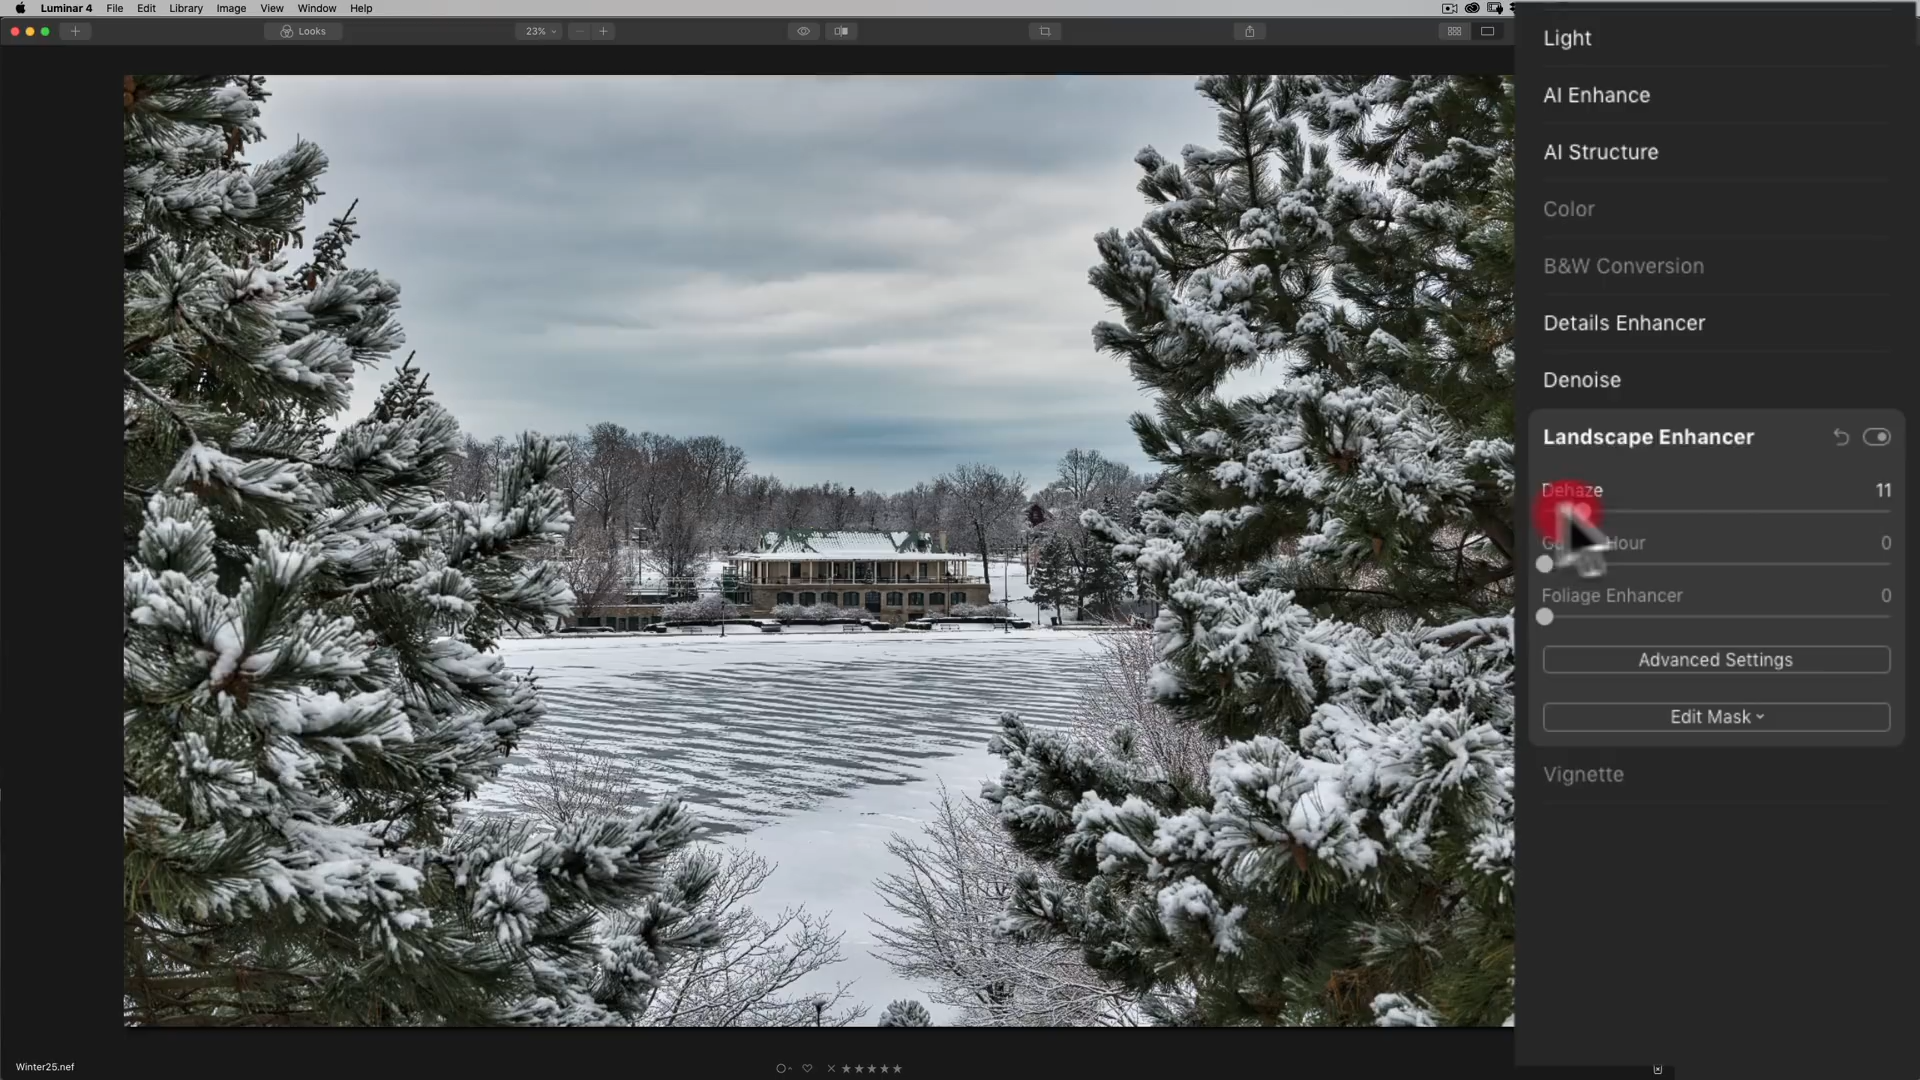 Luminar 4 File Edit Library Image View Window Help
Looks 23%
Light
AI Enhance
AI Structure
Color
B&W Conversion
Details Enhancer
Denoise
Landscape Enhancer
Dehaze 11
Hour 0
Foliage Enhancer 0
Advanced Settings
Edit Mask
Vignette
Winter25.nef